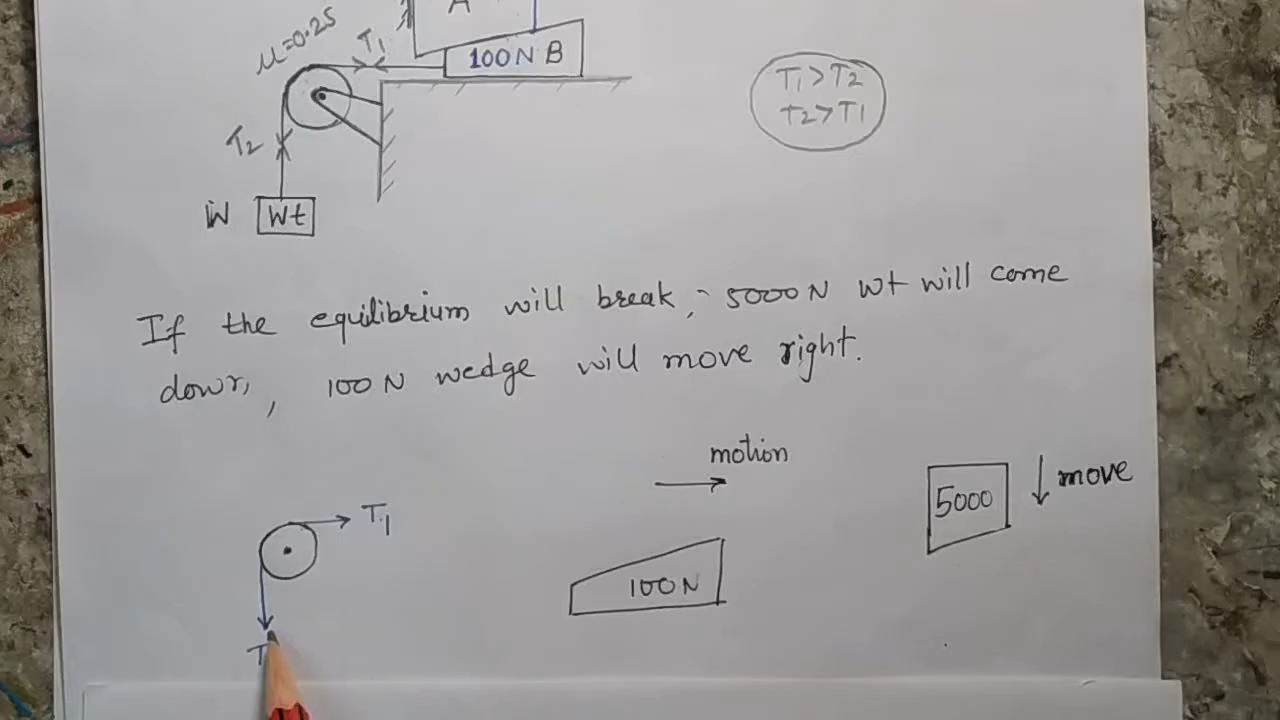 A
μ=0.25
T1
100N B
T1>T2
T2>T1
T2
W
Wt
If the equilibrium will break, 5000N wt will come
down, 100N wedge will move right.
motion
5000
move
T1
100N
T